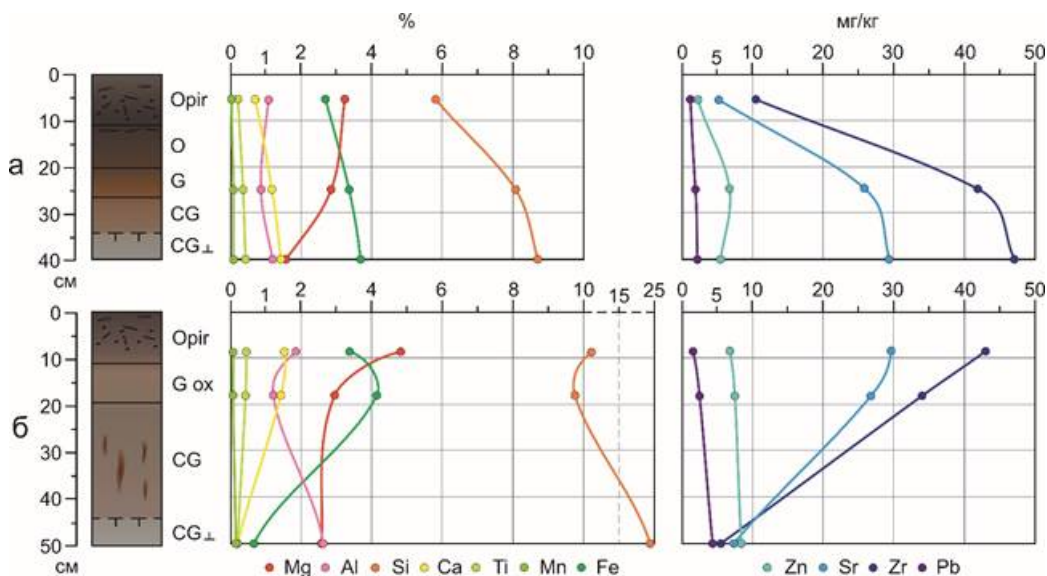 % мг/кг
0 1 2 4 6 8 10 0 5 10 20 30 40 50
0
10
20
30
40
см
а
Opir
O
G
CG
CG⊥
0 1 2 4 6 8 10 15 25 0 5 10 20 30 40 50
0
10
20
30
40
50
см
б
Opir
G ox
CG
CG⊥
Mg Al Si Ca Ti Mn Fe Zn Sr Zr Pb